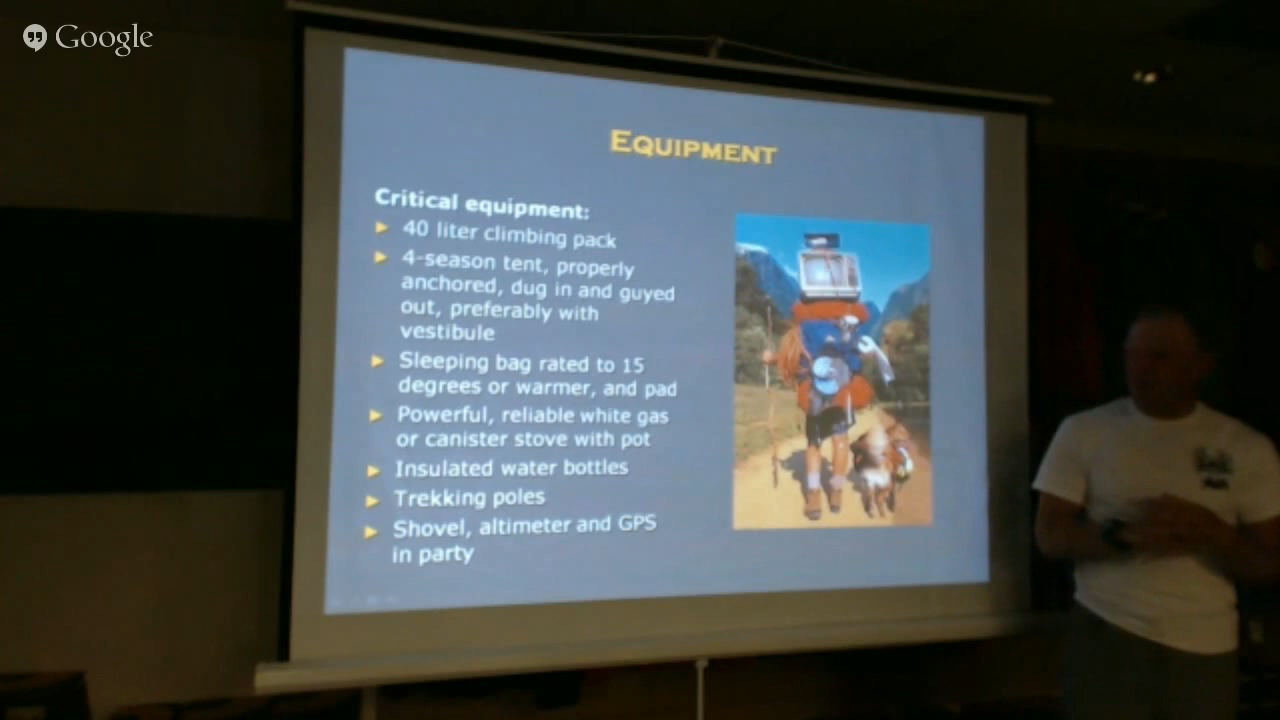 Google
EQUIPMENT
Critical equipment:
40 liter climbing pack
4-season tent, properly
anchored, dug in and guyed
out, preferably with
vestibule
Sleeping bag rated to 15
degrees or warmer, and pad
Powerful, reliable white gas
or canister stove with pot
Insulated water bottles
Trekking poles
Shovel, altimeter and GPS
in party